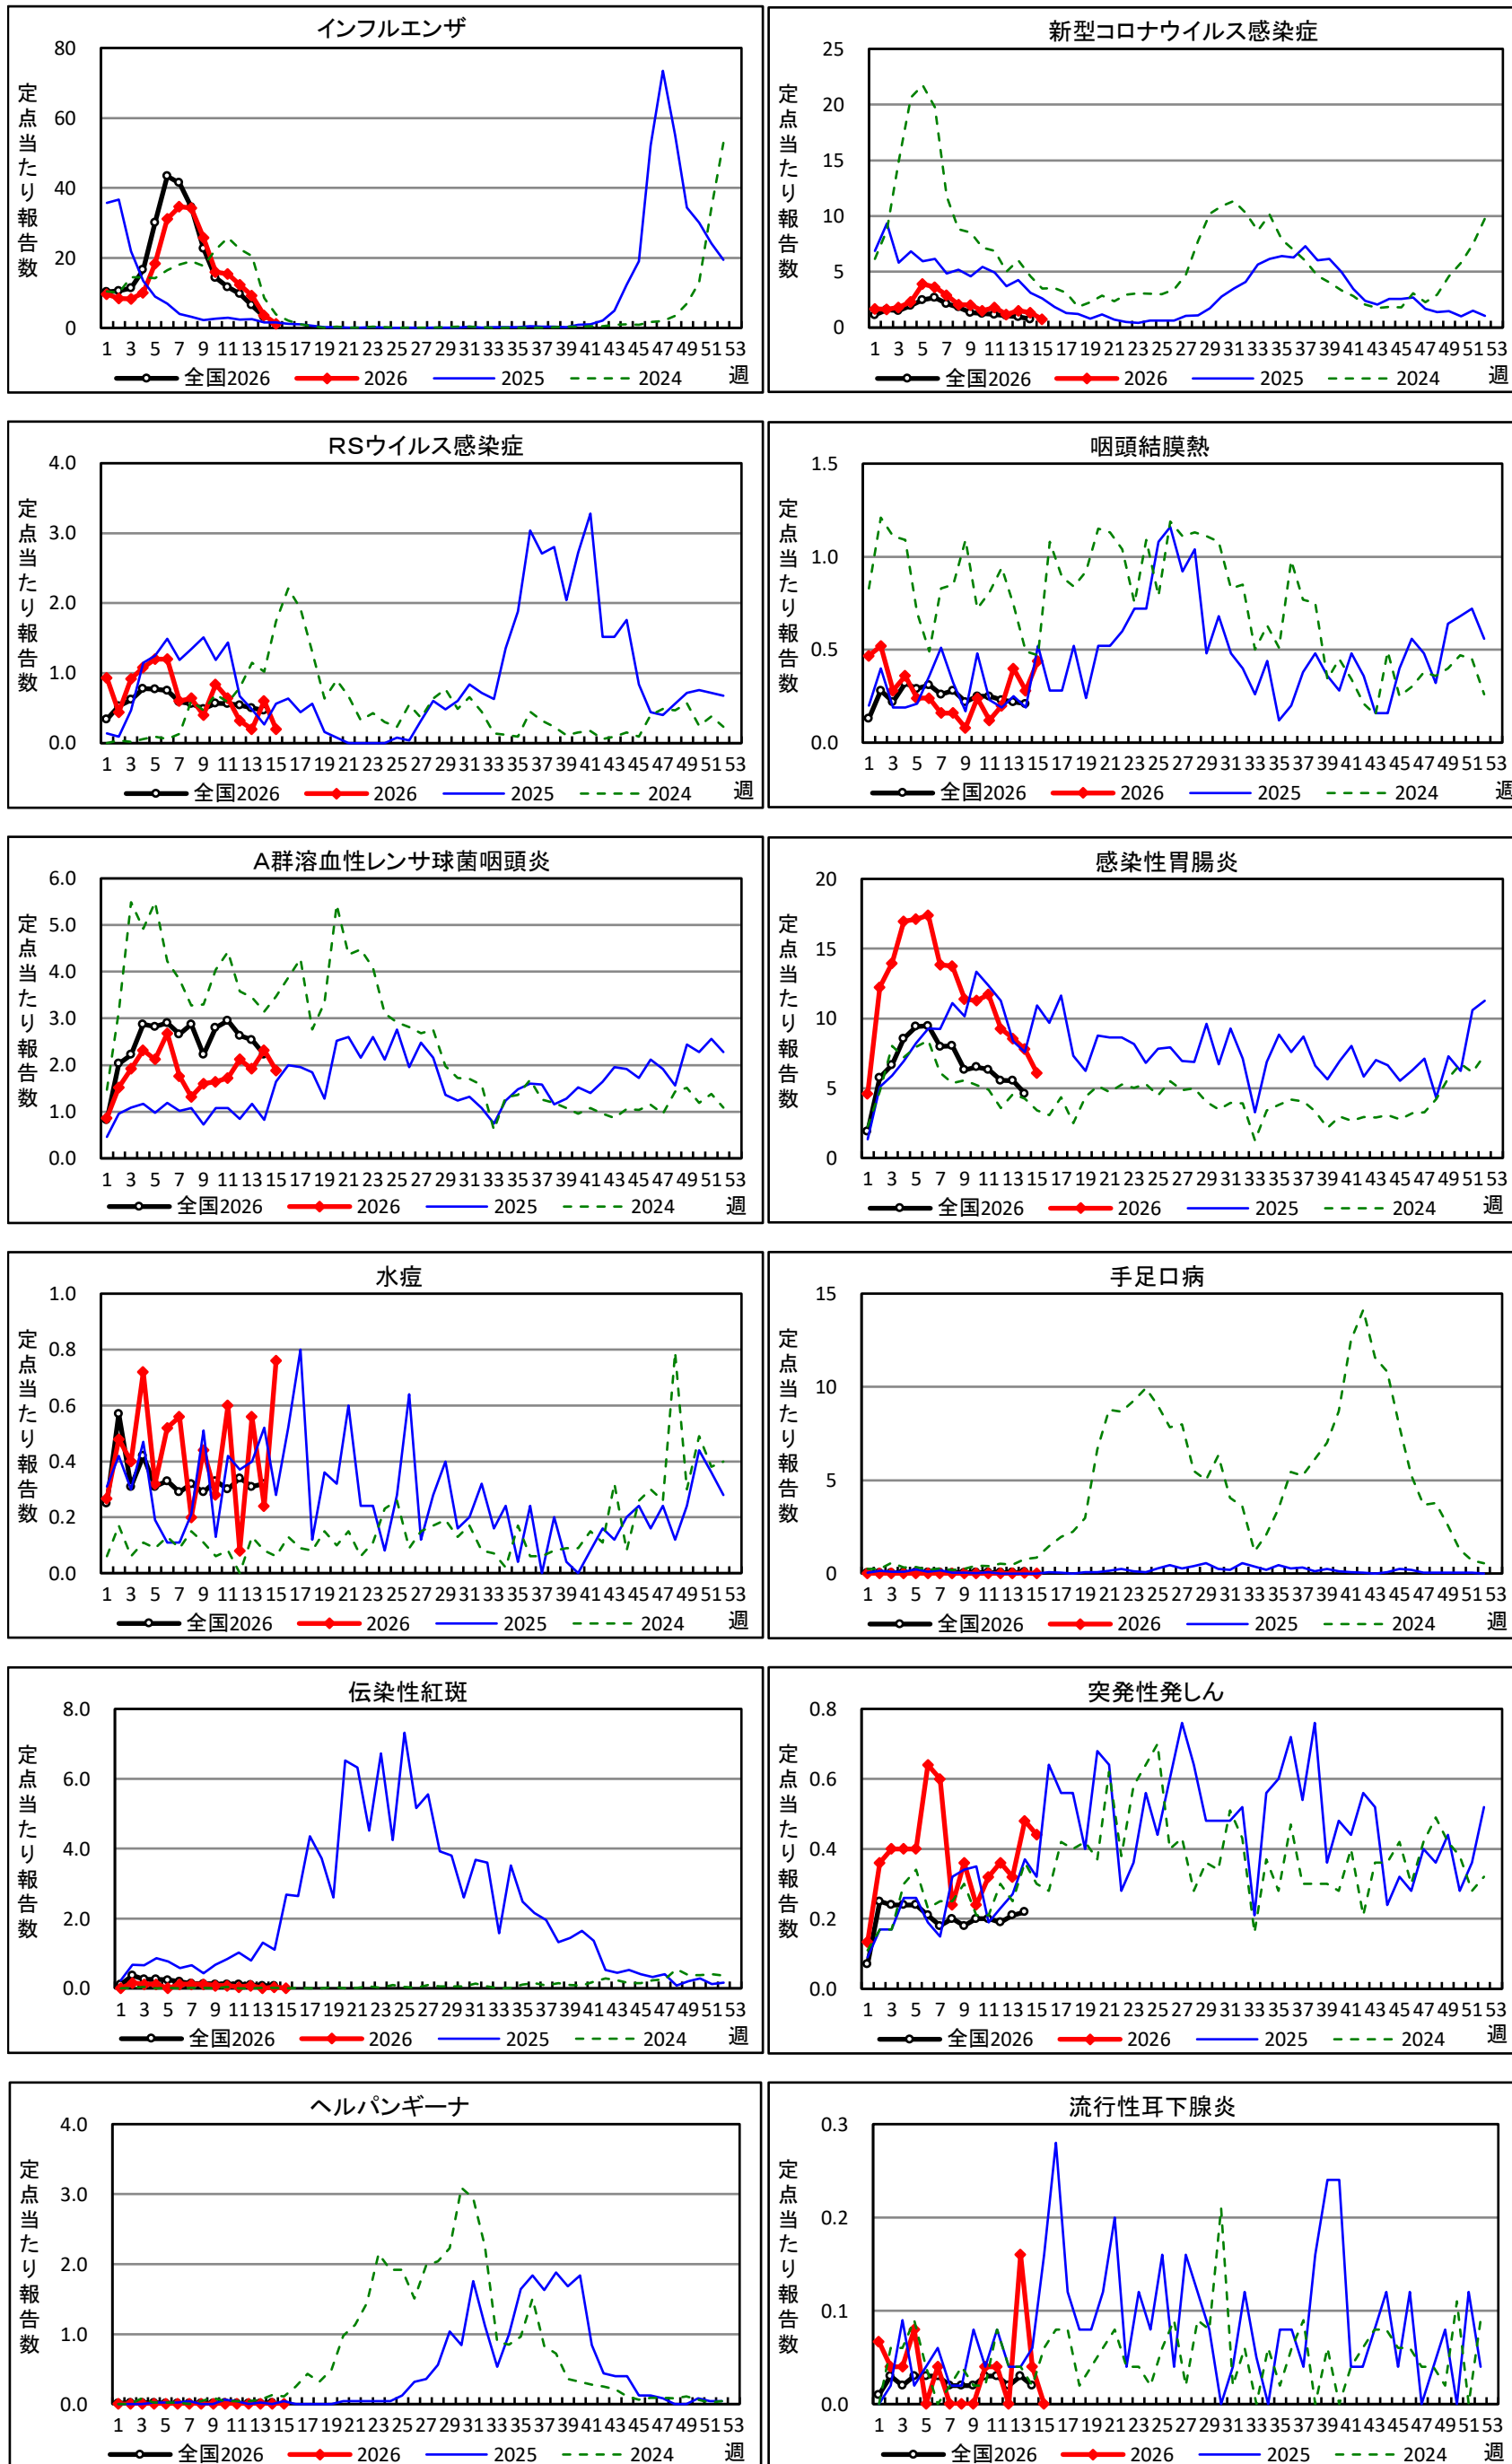 インフルエンザ
定点当たり報告数
80
60
40
20
0
1 3 5 7 9 11 13 15 17 19 21 23 25 27 29 31 33 35 37 39 41 43 45 47 49 51 53
全国2026 2026 2025 2024 週
新型コロナウイルス感染症
定点当たり報告数
25
20
15
10
5
0
1 3 5 7 9 11 13 15 17 19 21 23 25 27 29 31 33 35 37 39 41 43 45 47 49 51 53
全国2026 2026 2025 2024 週
RSウイルス感染症
定点当たり報告数
4.0
3.0
2.0
1.0
0.0
1 3 5 7 9 11 13 15 17 19 21 23 25 27 29 31 33 35 37 39 41 43 45 47 49 51 53
全国2026 2026 2025 2024 週
咽頭結膜熱
定点当たり報告数
1.5
1.0
0.5
0.0
1 3 5 7 9 11 13 15 17 19 21 23 25 27 29 31 33 35 37 39 41 43 45 47 49 51 53
全国2026 2026 2025 2024 週
A群溶血性レンサ球菌咽頭炎
定点当たり報告数
6.0
5.0
4.0
3.0
2.0
1.0
0.0
1 3 5 7 9 11 13 15 17 19 21 23 25 27 29 31 33 35 37 39 41 43 45 47 49 51 53
全国2026 2026 2025 2024 週
感染性胃腸炎
定点当たり報告数
20
15
10
5
0
1 3 5 7 9 11 13 15 17 19 21 23 25 27 29 31 33 35 37 39 41 43 45 47 49 51 53
全国2026 2026 2025 2024 週
水痘
定点当たり報告数
1.0
0.8
0.6
0.4
0.2
0.0
1 3 5 7 9 11 13 15 17 19 21 23 25 27 29 31 33 35 37 39 41 43 45 47 49 51 53
全国2026 2026 2025 2024 週
手足口病
定点当たり報告数
15
10
5
0
1 3 5 7 9 11 13 15 17 19 21 23 25 27 29 31 33 35 37 39 41 43 45 47 49 51 53
全国2026 2026 2025 2024 週
伝染性紅斑
定点当たり報告数
8.0
6.0
4.0
2.0
0.0
1 3 5 7 9 11 13 15 17 19 21 23 25 27 29 31 33 35 37 39 41 43 45 47 49 51 53
全国2026 2026 2025 2024 週
突発性発しん
定点当たり報告数
0.8
0.6
0.4
0.2
0.0
1 3 5 7 9 11 13 15 17 19 21 23 25 27 29 31 33 35 37 39 41 43 45 47 49 51 53
全国2026 2026 2025 2024 週
ヘルパンギーナ
定点当たり報告数
4.0
3.0
2.0
1.0
0.0
1 3 5 7 9 11 13 15 17 19 21 23 25 27 29 31 33 35 37 39 41 43 45 47 49 51 53
全国2026 2026 2025 2024 週
流行性耳下腺炎
定点当たり報告数
0.3
0.2
0.1
0.0
1 3 5 7 9 11 13 15 17 19 21 23 25 27 29 31 33 35 37 39 41 43 45 47 49 51 53
全国2026 2026 2025 2024 週